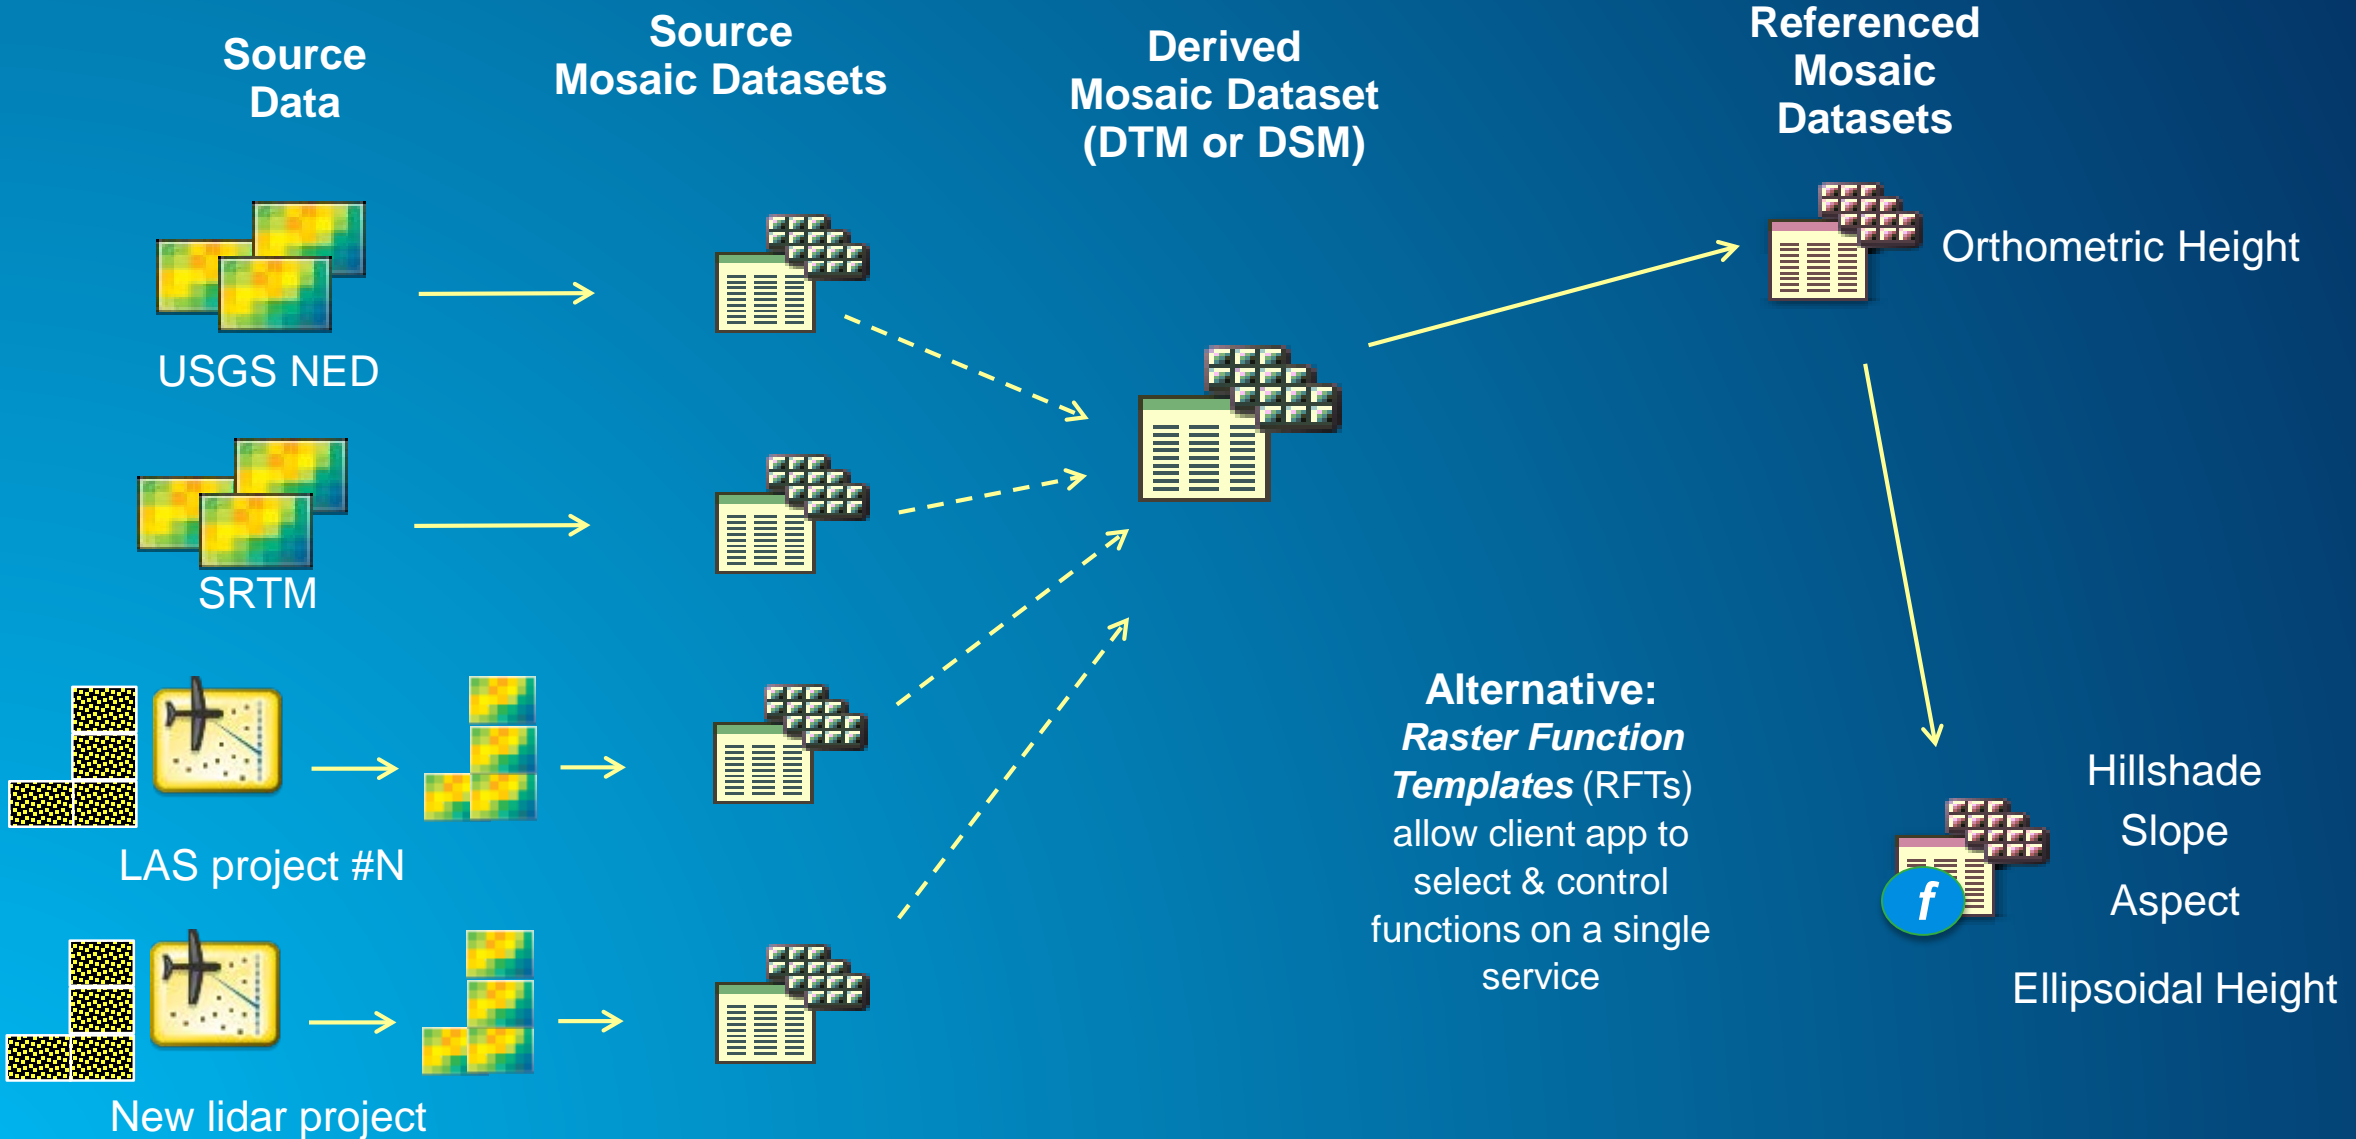 Source
Data
Source
Mosaic Datasets
Derived
Mosaic Dataset
(DTM or DSM)
Referenced
Mosaic
Datasets
USGS NED
SRTM
LAS project #N
New lidar project
Orthometric Height
Alternative:
Raster Function
Templates (RFTs)
allow client app to
select & control
functions on a single
service
f
Hillshade
Slope
Aspect
Ellipsoidal Height